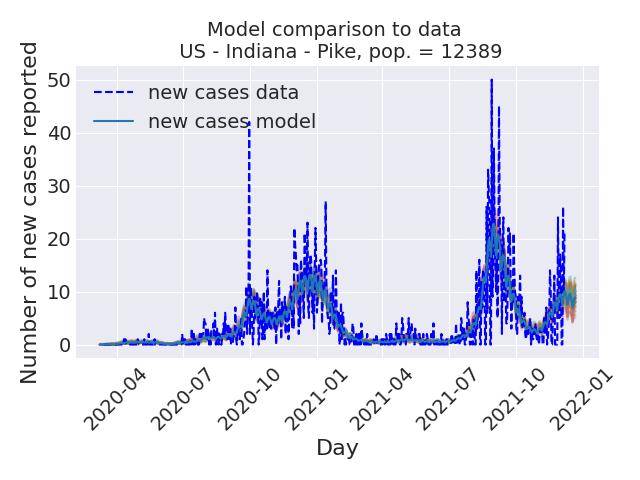 Model comparison to data
US - Indiana - Pike, pop. = 12389
Number of new cases reported
50
40
30
20
10
0
new cases data
new cases model
2020-04
2020-07
2020-10
2021-01
2021-04
2021-07
2021-10
2022-01
Day